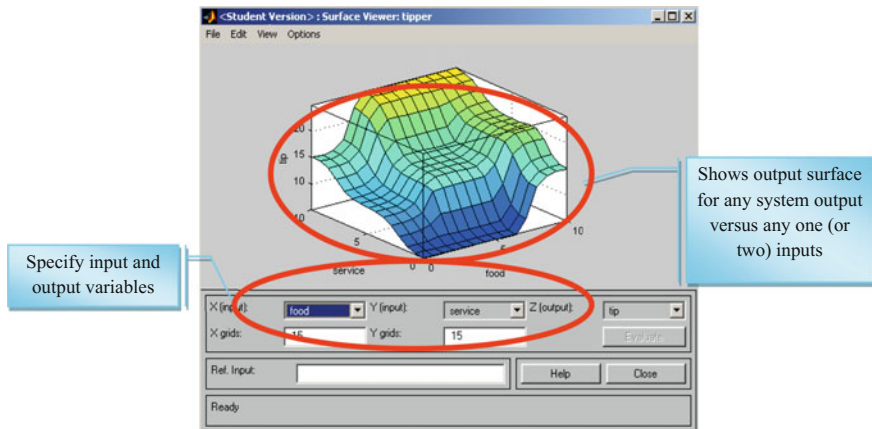 <Student Version> : Surface Viewer: tipper
File Edit View Options
20
15
10
tip
10
5
0
service
0
5
10
food
Shows output surface
for any system output
versus any one (or
two) inputs
Specify input and
output variables
X (input): food Y (input): service Z (output): tip
X grids: 15 Y grids: 15 Evaluate
Ref. Input: Help Close
Ready